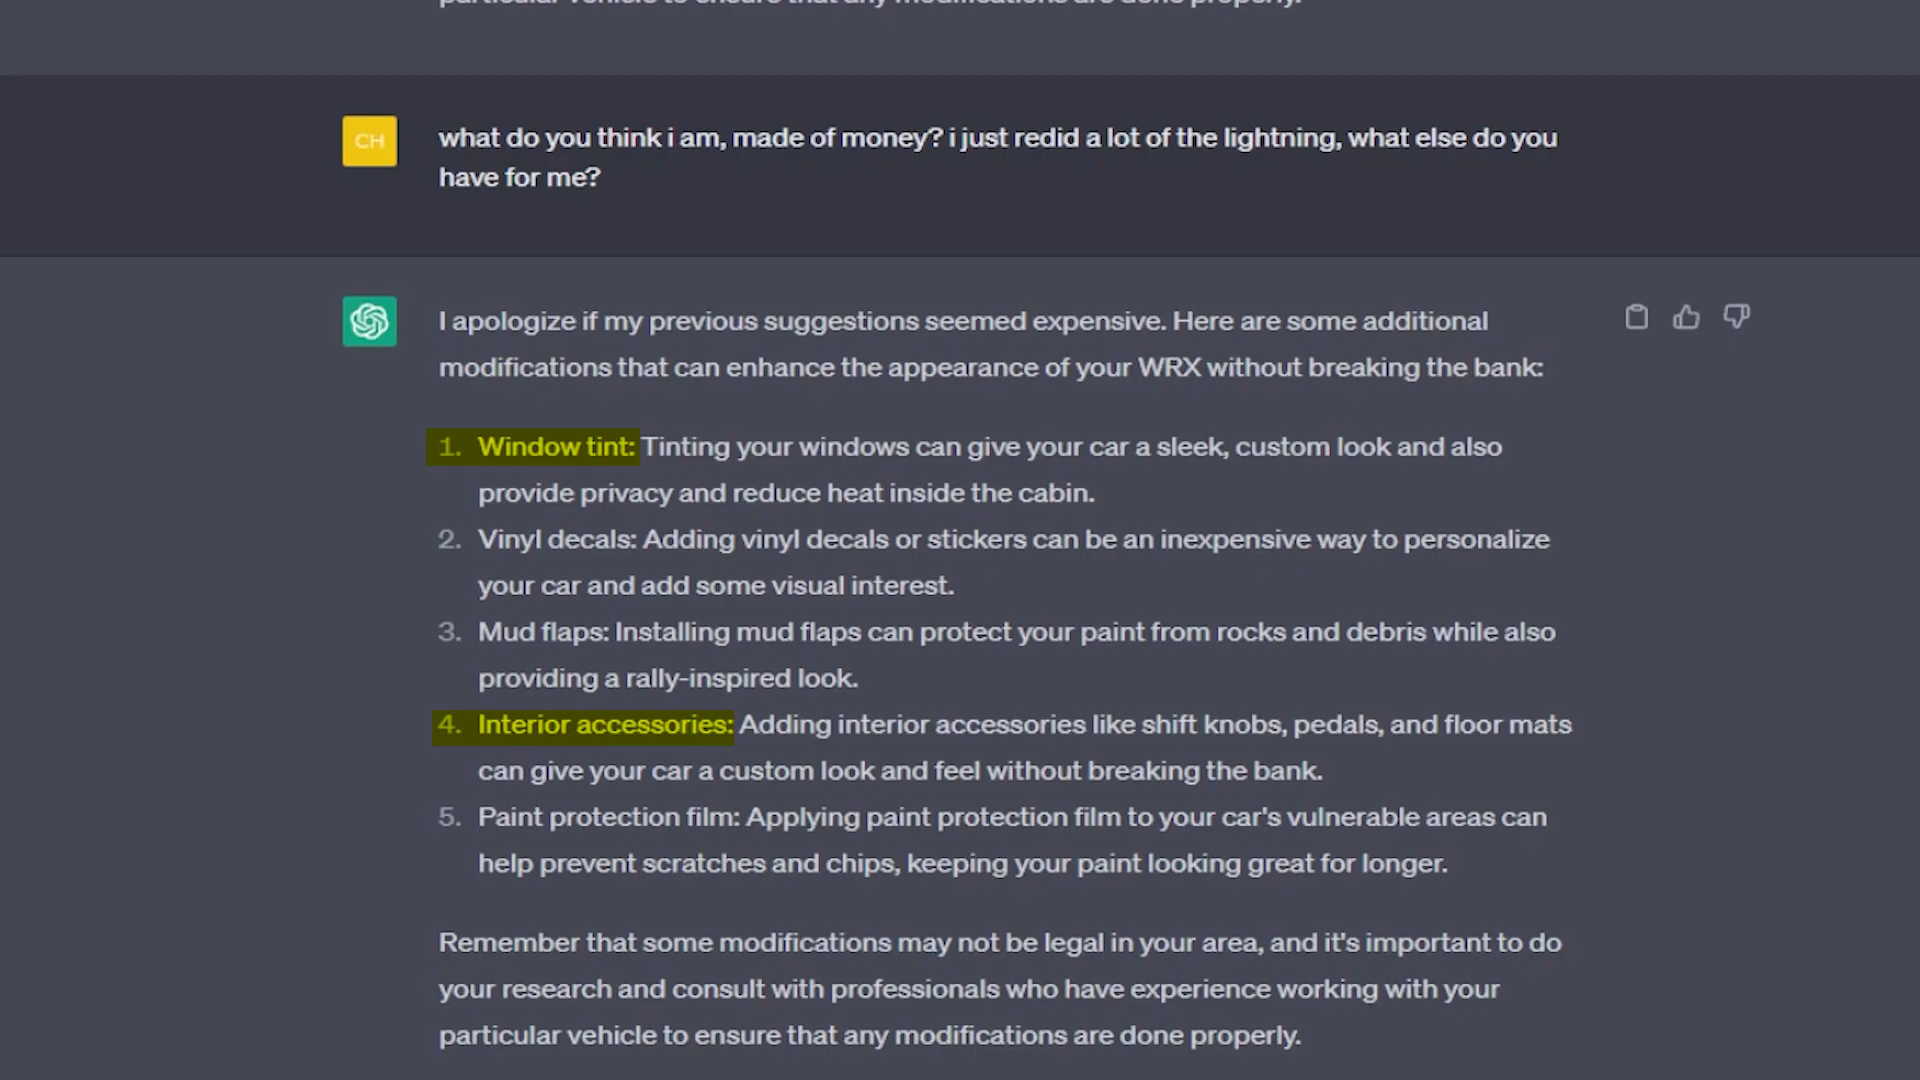 particular vehicle to ensure that any modifications are done properly.
CH
what do you think i am, made of money? i just redid a lot of the lightning, what else do you
have for me?
I apologize if my previous suggestions seemed expensive. Here are some additional
modifications that can enhance the appearance of your WRX without breaking the bank:
1. Window tint: Tinting your windows can give your car a sleek, custom look and also
provide privacy and reduce heat inside the cabin.
2. Vinyl decals: Adding vinyl decals or stickers can be an inexpensive way to personalize
your car and add some visual interest.
3. Mud flaps: Installing mud flaps can protect your paint from rocks and debris while also
providing a rally-inspired look.
4. Interior accessories: Adding interior accessories like shift knobs, pedals, and floor mats
can give your car a custom look and feel without breaking the bank.
5. Paint protection film: Applying paint protection film to your car's vulnerable areas can
help prevent scratches and chips, keeping your paint looking great for longer.
Remember that some modifications may not be legal in your area, and it's important to do
your research and consult with professionals who have experience working with your
particular vehicle to ensure that any modifications are done properly.